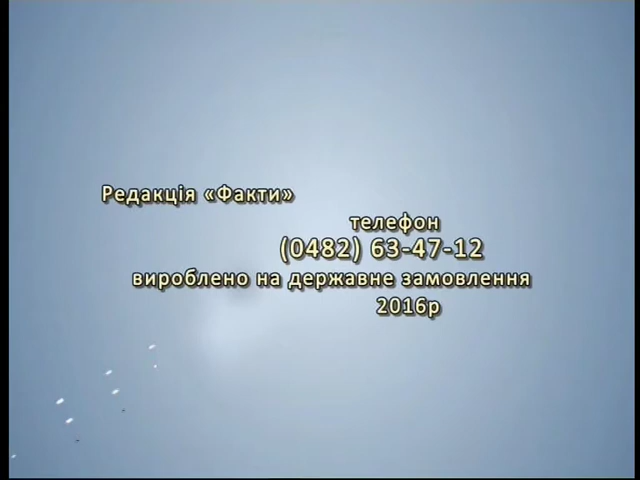 Редакція «Факти»
телефон
(0482) 63-47-12
вироблено на державне замовлення
2016р